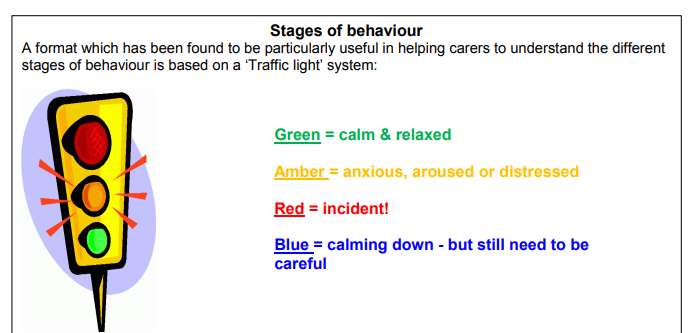 Stages of behaviour
A format which has been found to be particularly useful in helping carers to understand the different
stages of behaviour is based on a ‘Traffic light’ system:
Green = calm & relaxed
Amber = anxious, aroused or distressed
Red = incident!
Blue = calming down - but still need to be
careful